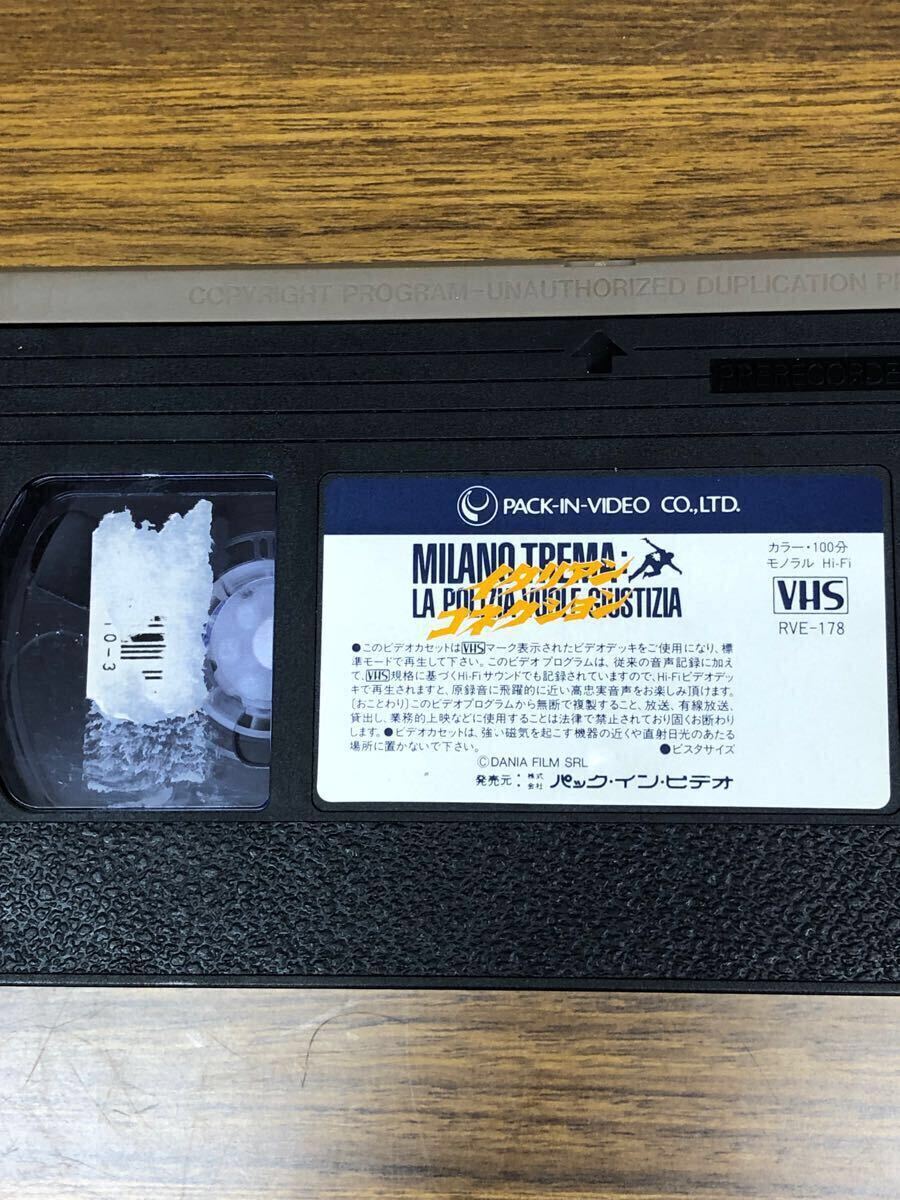 COPYRIGHT PROGRAM-UNAUTHORIZED DUPLICATION
PRERECORDE
PACK-IN-VIDEO CO.,LTD.
MILANO TREMA:
イタリアン
LA POLIZIA VUOLE GIUSTIZIA
コネクション
カラー・100分
モノラル Hi-Fi
VHS
RVE-178
●このビデオカセットはVHSマーク表示されたビデオデッキをご使用になり、標
準モードで再生して下さい。このビデオプログラムは、従来の音声記録に加え
て、VHS規格に基づくHi-Fiサウンドでも記録されていますので、Hi-Fiビデオデッ
キで再生されますと、原録音に飛躍的に近い高忠実音声をお楽しみ頂けます。
[おことわり]このビデオプログラムから無断で複製すること、放送、有線放送、
貸出し、業務的上映などに使用することは法律で禁止されており固くお断わり
します。●ビデオカセットは、強い磁気を起こす機器の近くや直射日光のあたる
場所に置かないで下さい。 ●ビスタサイズ
©DANIA FILM SRL
発売元：株式会社 パック・イン・ビデオ
0-3